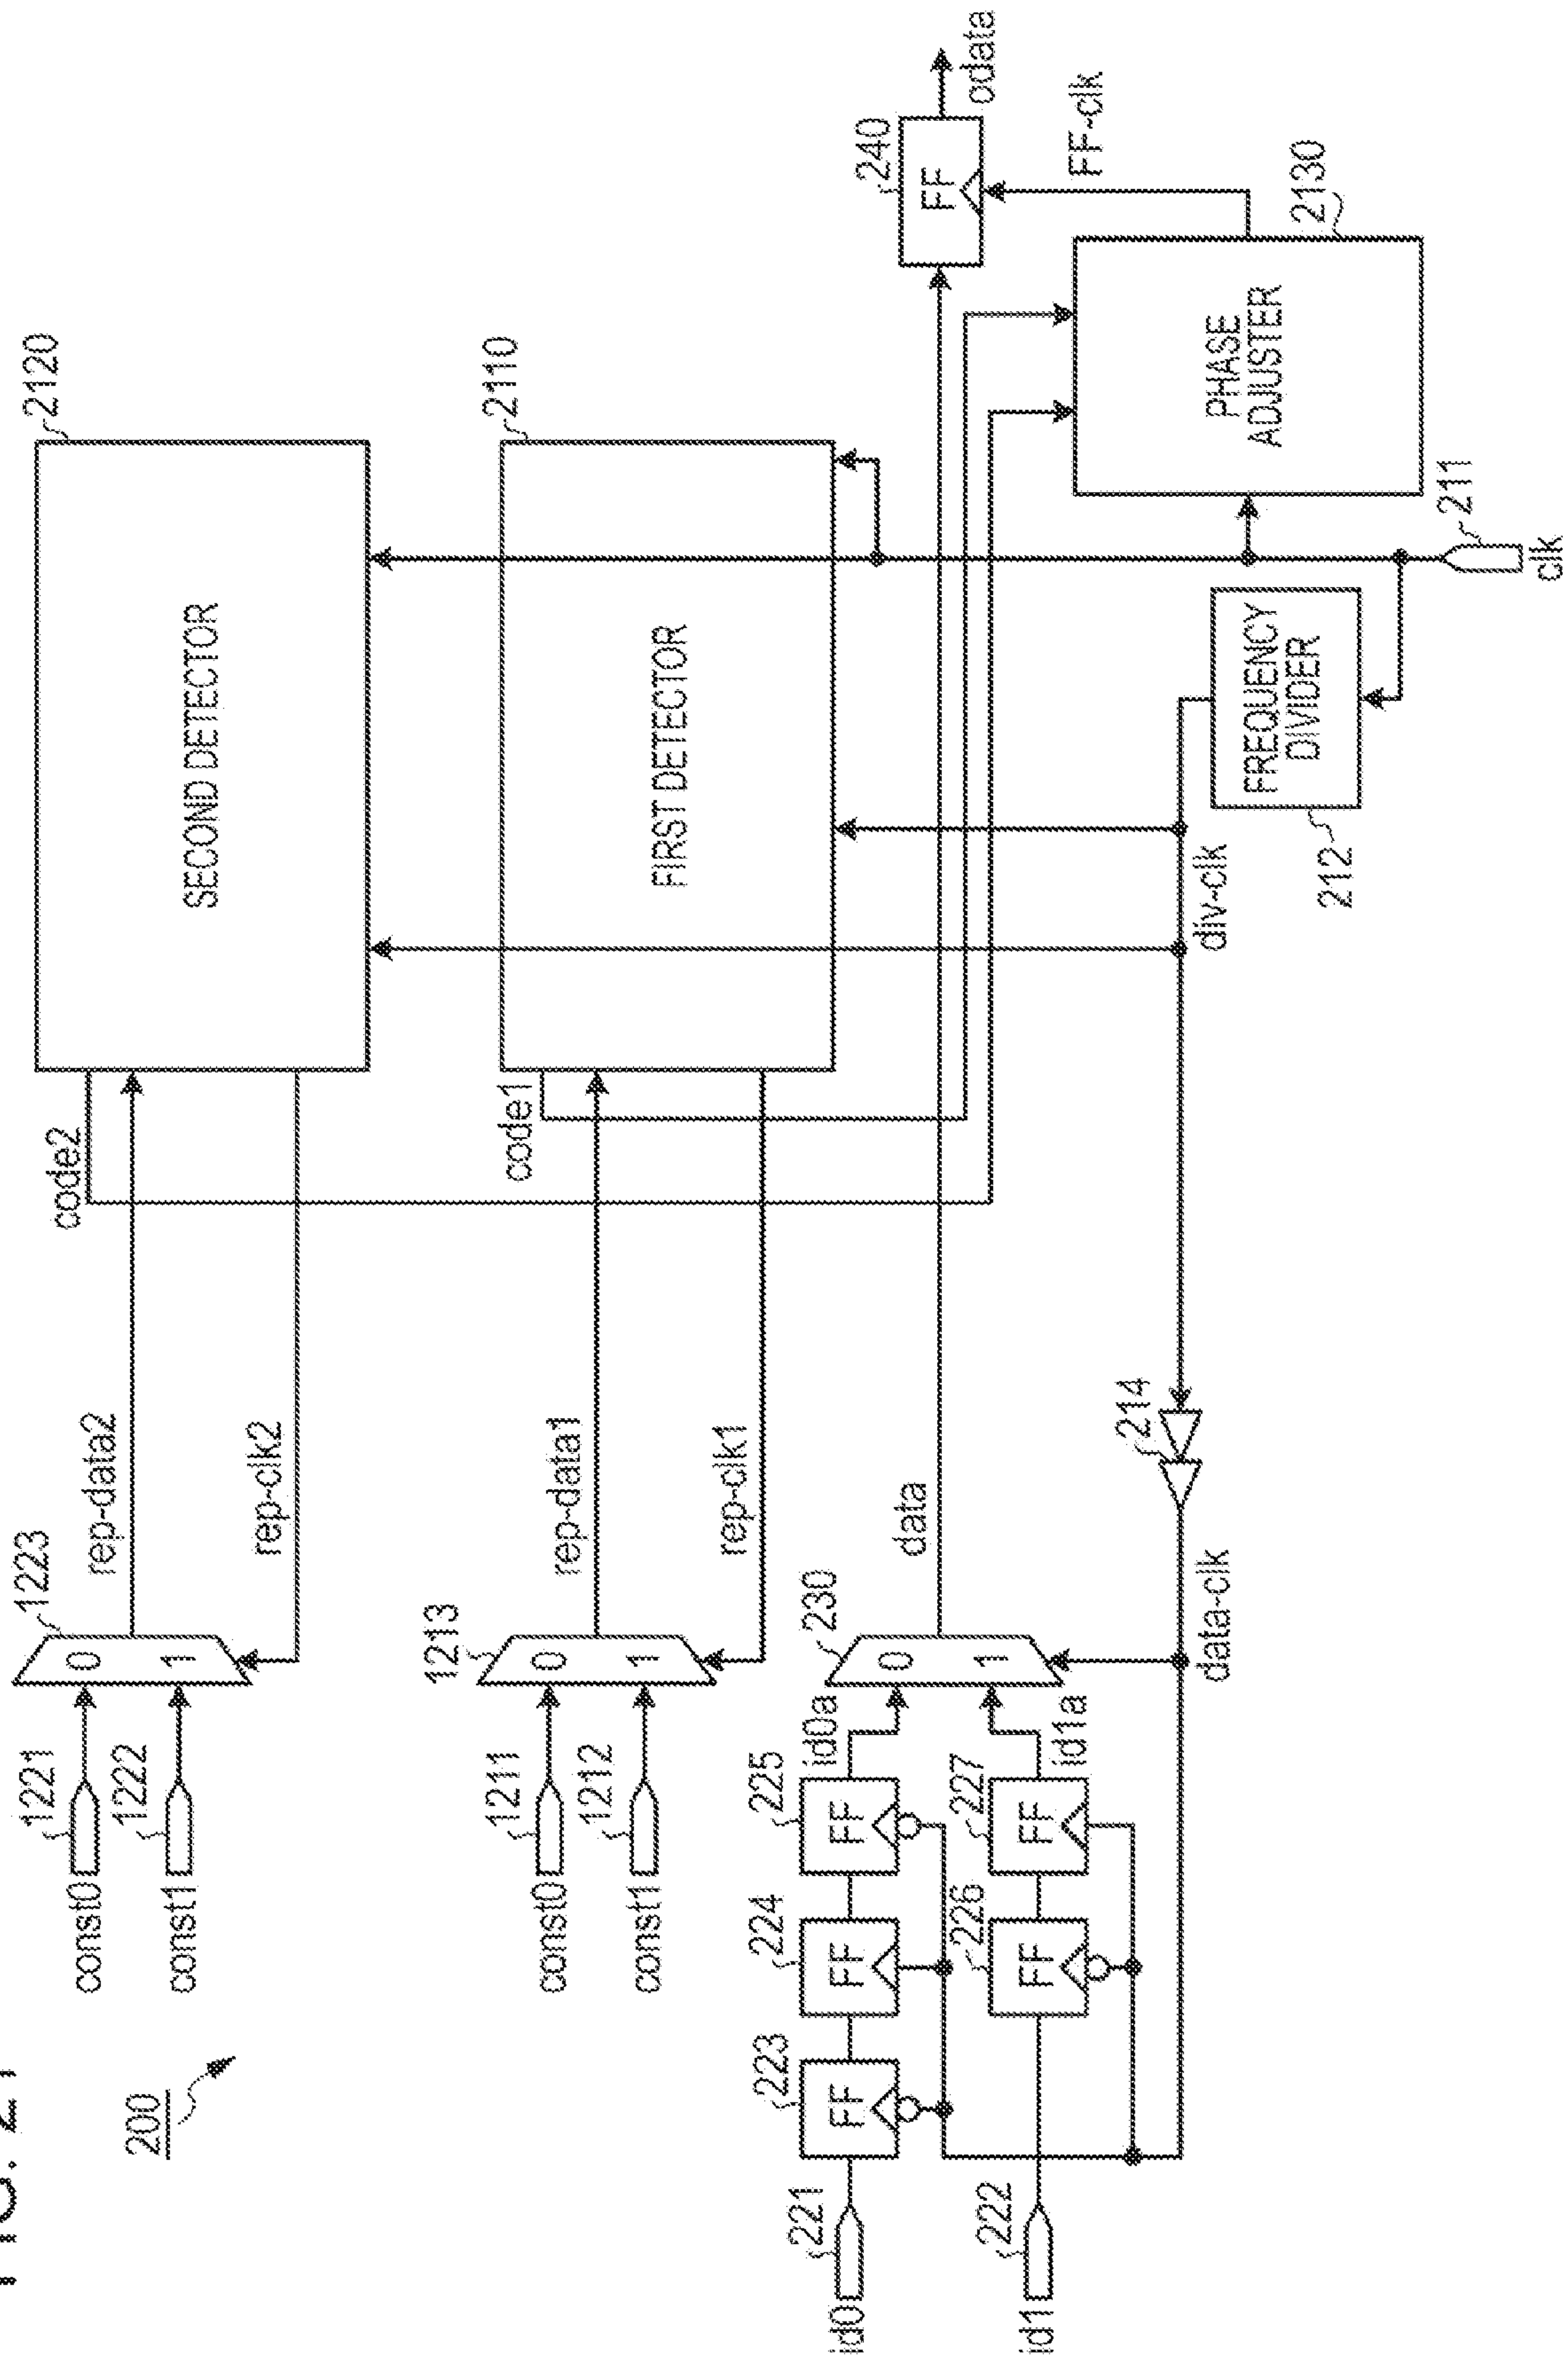 FIG. 21
200
const0
1221
const1
1222
1223
0
1
rep-data2
rep-clk2
code2
SECOND DETECTOR
2120
const0
1211
const1
1212
1213
0
1
rep-data1
rep-clk1
code1
FIRST DETECTOR
2110
id0
221
223
FF
224
FF
225
FF
id0a
id1
222
226
FF
227
FF
id1a
230
0
1
data
data-clk
214
div-clk
212
FREQUENCY
DIVIDER
clk
211
PHASE
ADJUSTER
2130
FF-clk
240
FF
odata